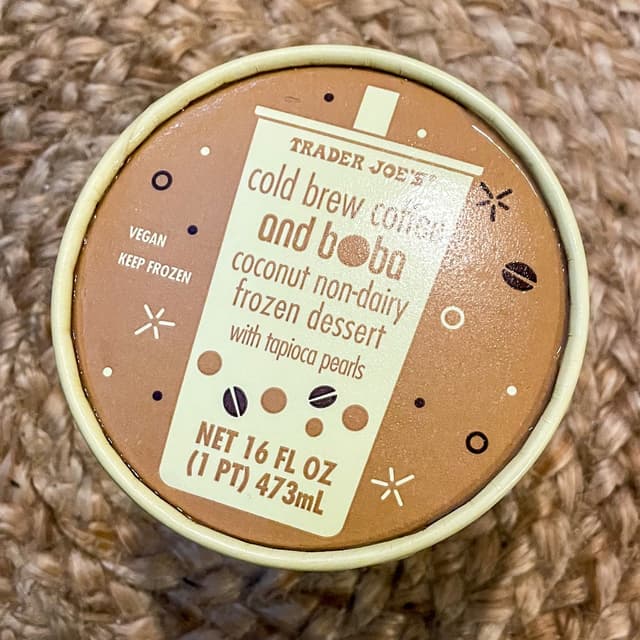 TRADER JOE'S
cold brew coffee
and boba
coconut non-dairy
frozen dessert
with tapioca pearls
VEGAN
KEEP FROZEN
NET 16 FL OZ
(1 PT) 473mL